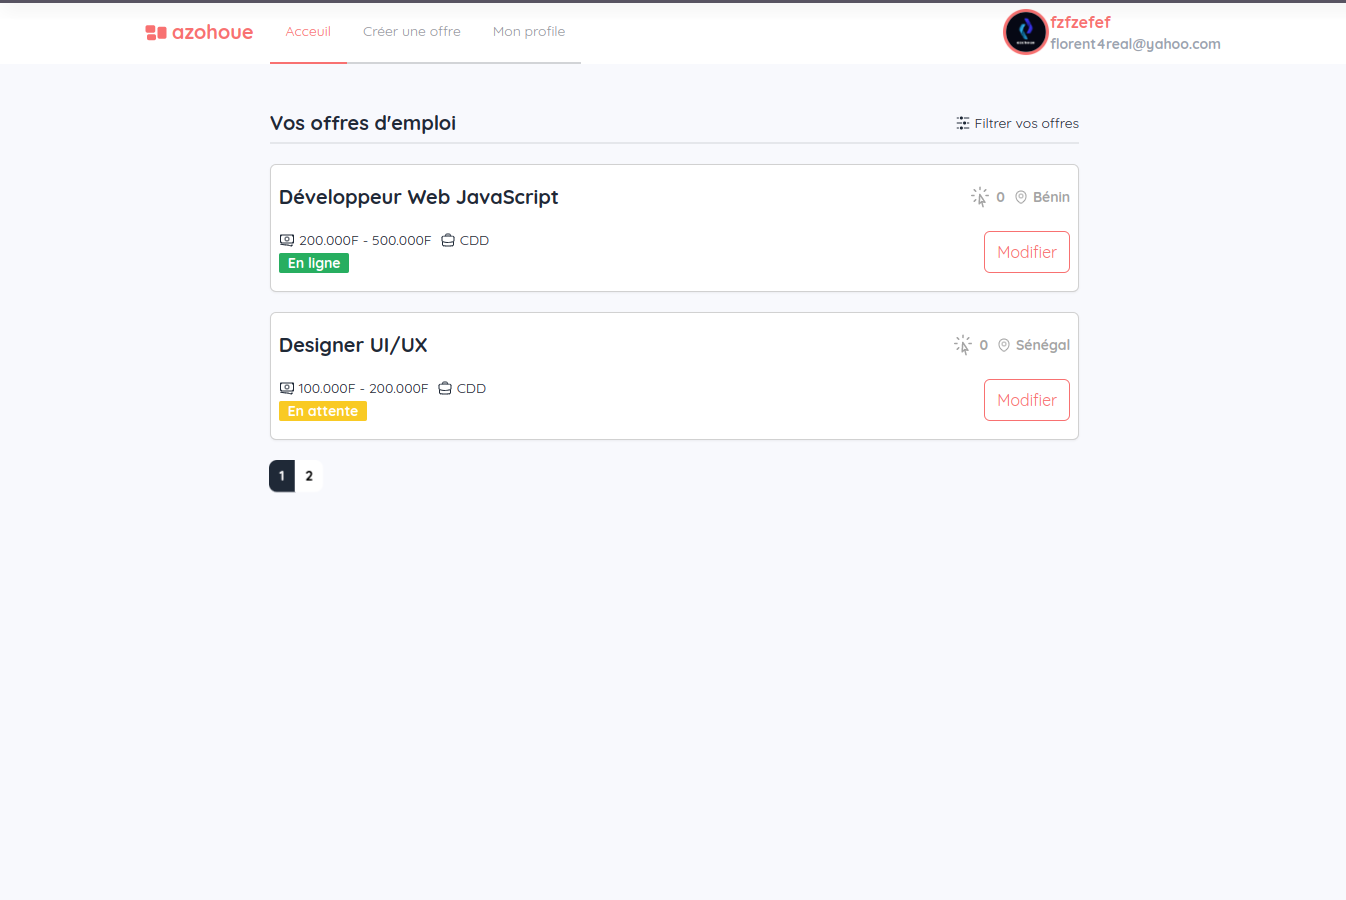 azohoue
Acceuil
Créer une offre
Mon profile
fzfzefef
florent4real@yahoo.com
Vos offres d'emploi
Filtrer vos offres
Développeur Web JavaScript
0 Bénin
200.000F - 500.000F CDD
En ligne
Modifier
Designer UI/UX
0 Sénégal
100.000F - 200.000F CDD
En attente
Modifier
1 2